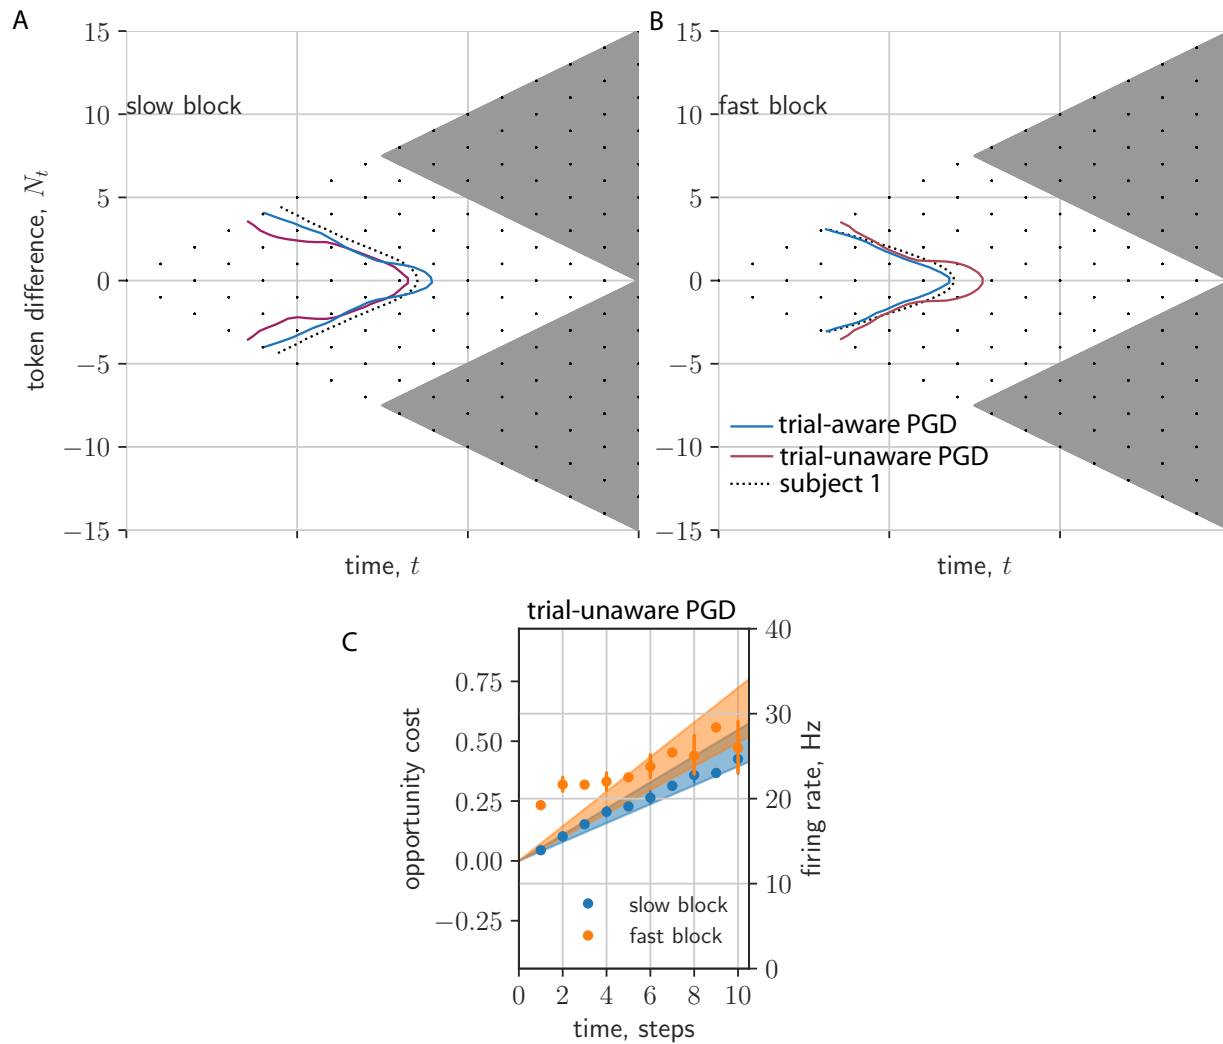 A
B
15
10
5
0
−5
−10
−15
slow block
token difference, N_t
time, t
15
10
5
0
−5
−10
−15
fast block
trial-aware PGD
trial-unaware PGD
subject 1
time, t
C
trial-unaware PGD
0.75
0.50
0.25
0.00
−0.25
opportunity cost
40
30
20
10
0
firing rate, Hz
slow block
fast block
0 2 4 6 8 10
time, steps